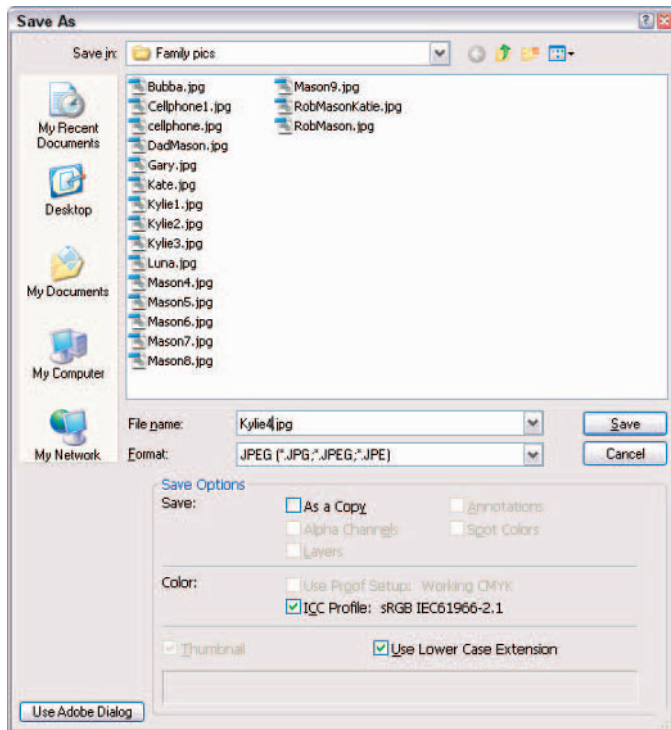 Save As
Save in: Family pics
My Recent Documents
Desktop
My Documents
My Computer
My Network
Bubba.jpg
Cellphone1.jpg
cellphone.jpg
DadMason.jpg
Gary.jpg
Kate.jpg
Kylie1.jpg
Kylie2.jpg
Kylie3.jpg
Luna.jpg
Mason4.jpg
Mason5.jpg
Mason6.jpg
Mason7.jpg
Mason8.jpg
Mason9.jpg
RobMasonKatie.jpg
RobMason.jpg
File name: Kylie4.jpg Save
Format: JPEG (*.JPG;*.JPEG;*.JPE) Cancel
Save Options
Save: As a Copy Annotations
Alpha Channels Spot Colors
Layers
Color: Use Proof Setup: Working CMYK
ICC Profile: sRGB IEC61966-2.1
Thumbnail Use Lower Case Extension
Use Adobe Dialog